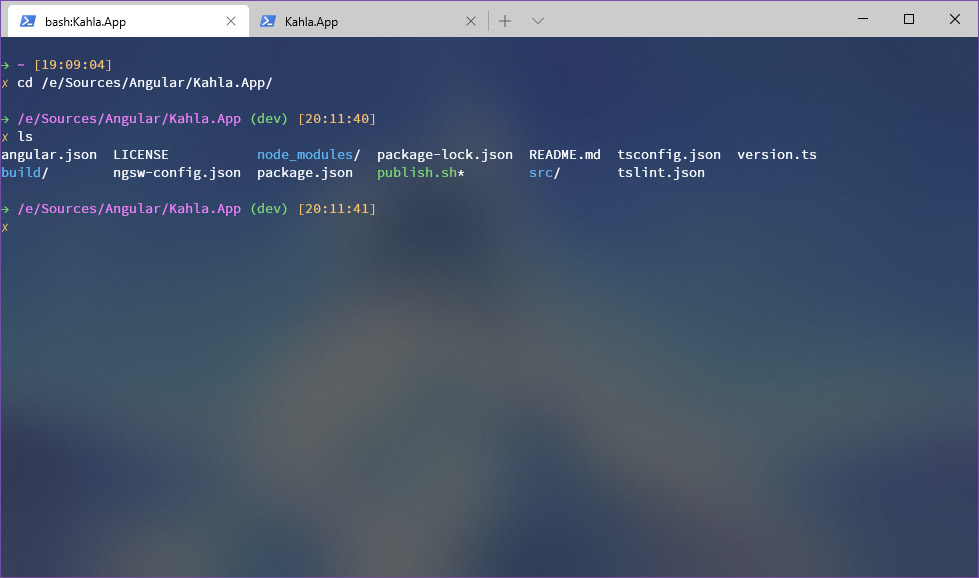 bash:Kahla.App Kahla.App
→ ~ [19:09:04]
✗ cd /e/Sources/Angular/Kahla.App/
→ /e/Sources/Angular/Kahla.App (dev) [20:11:40]
✗ ls
angular.json LICENSE node_modules/ package-lock.json README.md tsconfig.json version.ts
build/ ngsw-config.json package.json publish.sh* src/ tslint.json
→ /e/Sources/Angular/Kahla.App (dev) [20:11:41]
✗